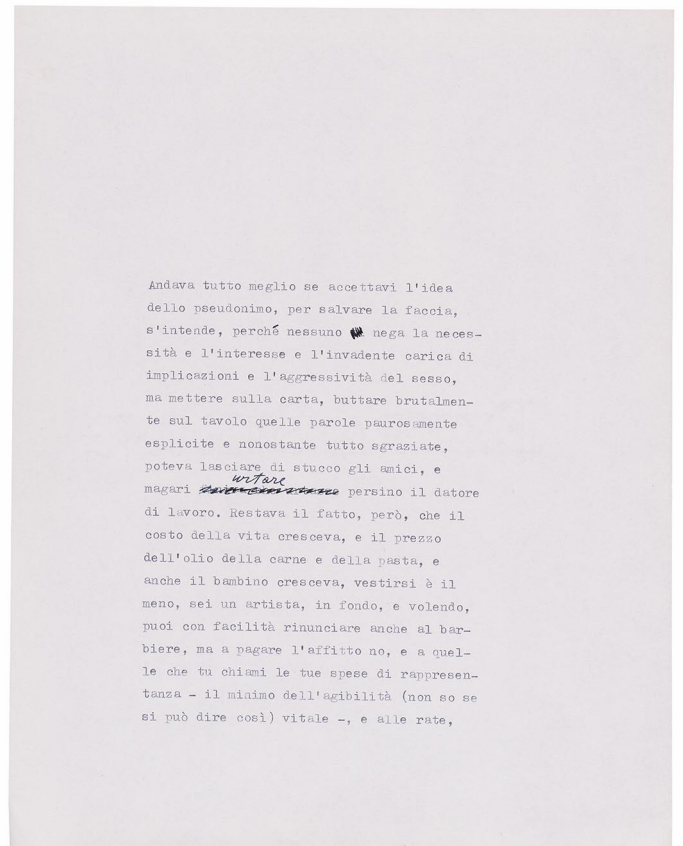 Andava tutto meglio se accettavi l'idea
dello pseudonimo, per salvare la faccia,
s'intende, perché nessuno nega la neces-
sità e l'interesse e l'invadente carica di
implicazioni e l'aggressività del sesso,
ma mettere sulla carta, buttare brutalmen-
te sul tavolo quelle parole paurosamente
esplicite e nonostante tutto sgraziate,
poteva lasciare di stucco gli amici, e
urtare
magari persino il datore
di lavoro. Restava il fatto, però, che il
costo della vita cresceva, e il prezzo
dell'olio della carne e della pasta, e
anche il bambino cresceva, vestirsi è il
meno, sei un artista, in fondo, e volendo,
puoi con facilità rinunciare anche al bar-
biere, ma a pagare l'affitto no, e a quel-
le che tu chiami le tue spese di rappresen-
tanza - il minimo dell'agibilità (non so se
si può dire così) vitale -, e alle rate,